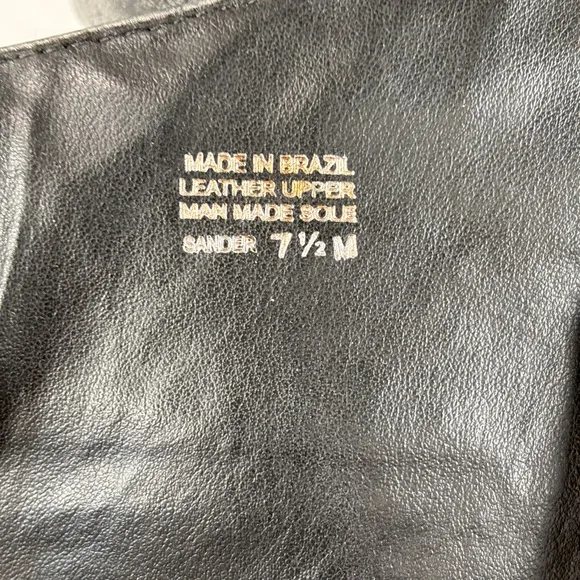 MADE IN BRAZIL
LEATHER UPPER
MAN MADE SOLE
SANDER 7 ½ M